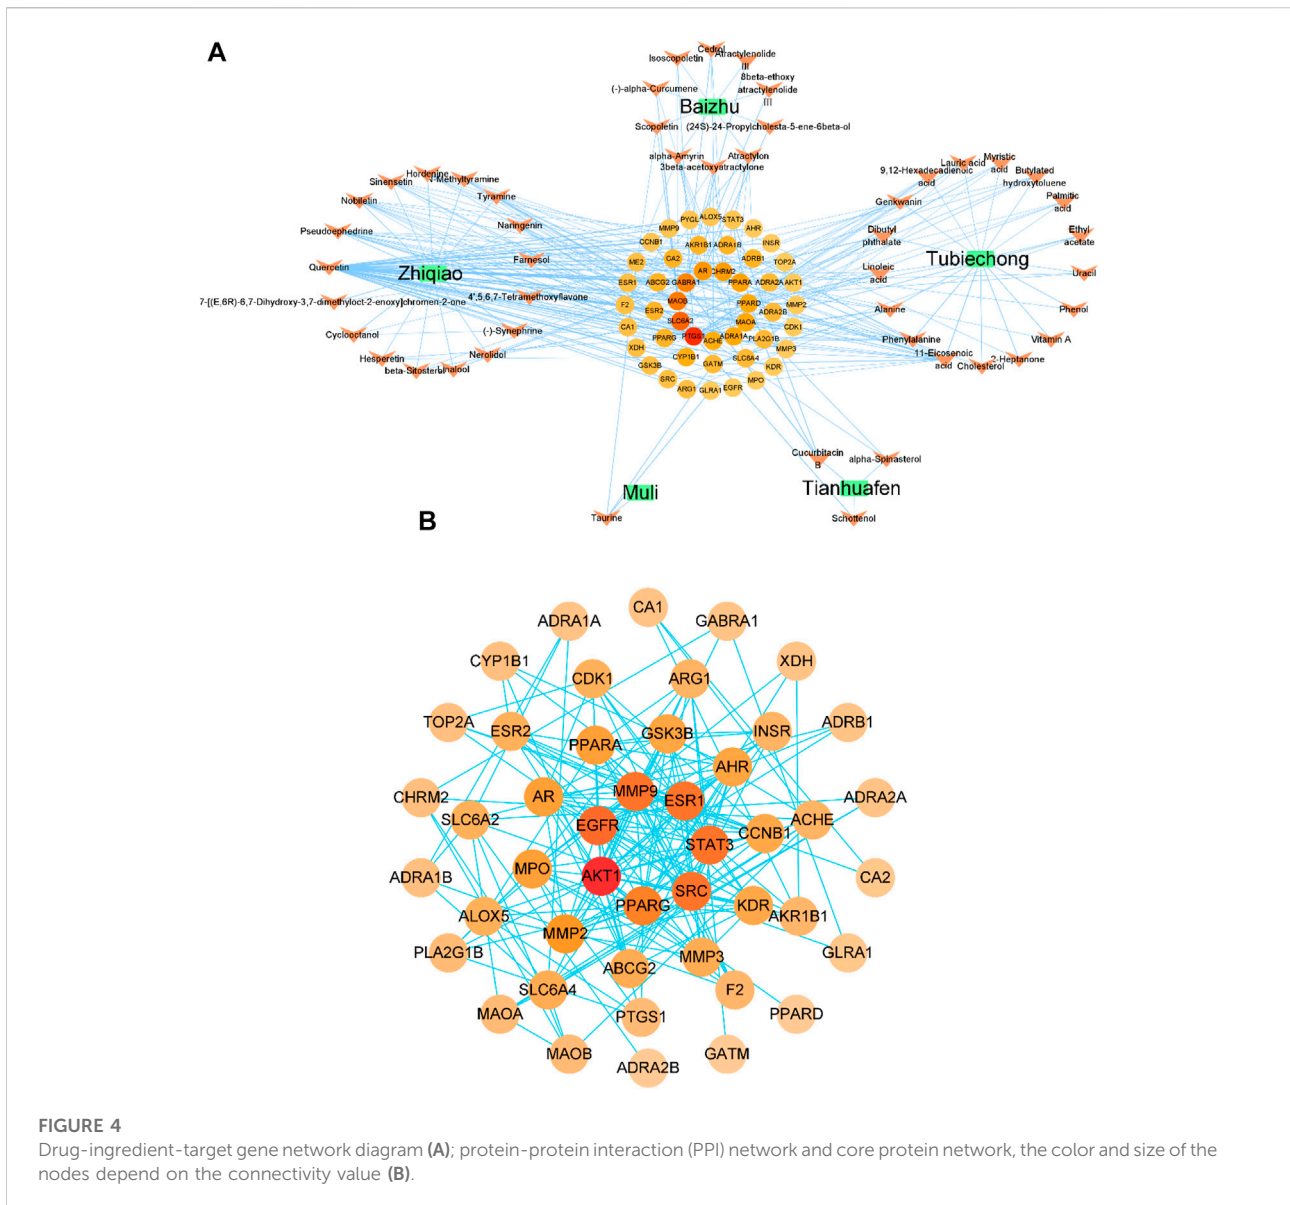 A
Cedrol
Isoscopoletin
Atractylenolide
III
8beta-ethoxy
atractylenolide
III
(-)-alpha-Curcumene
Baizhu
Scopoletin
(24S)-24-Propylcholesta-5-ene-6beta-ol
alpha-Amyrin
Atractylon
3beta-acetoxyatractylone
Hordenine
N-Methyltyramine
Sinensetin
Tyramine
Nobiletin
Naringenin
Pseudoephedrine
Farnesol
Quercetin
Zhiqiao
4',5,6,7-Tetramethoxyflavone
7-[(E,6R)-6,7-Dihydroxy-3,7-dimethyloct-2-enoxy]chromen-2-one
(-)-Synephrine
Cyclooctanol
Nerolidol
Hesperetin
beta-Sitosterol
Linalool
Lauric acid
Myristic
acid
9,12-Hexadecadienoic
acid
Butylated
hydroxytoluene
Genkwanin
Palmitic
acid
Dibutyl
phthalate
Ethyl
acetate
Tubiechong
Linoleic
acid
Uracil
Alanine
Phenol
Phenylalanine
Vitamin A
11-Eicosenoic
acid
Cholesterol
2-Heptanone
PYGL
ALOX5
STAT3
MMP9
AHR
CCNB1
AKR1B1
ADRA1B
INSR
ME2
CA2
ADRB1
TOP2A
AR
CHRM2
ESR1
ABCG2
GABRA1
PPARA
ADRA2A
AKT1
F2
MAOB
PPARD
MMP2
ESR2
ADRA2B
CA1
SLC6A2
MAOA
CDK1
XDH
PPARG
PTGS1
ACHE
ADRA1A
PLA2G1B
MMP3
GSK3B
CYP1B1
GATM
SLC6A4
KDR
SRC
ARG1
GLRA1
EGFR
MPO
Cucurbitacin
B
alpha-Spinasterol
Muli
Tianhuafen
Taurine
Schottenol
B
CA1
ADRA1A
GABRA1
CYP1B1
XDH
CDK1
ARG1
TOP2A
ESR2
PPARA
GSK3B
INSR
ADRB1
AHR
CHRM2
AR
MMP9
ESR1
ADRA2A
SLC6A2
EGFR
STAT3
CCNB1
ACHE
ADRA1B
MPO
AKT1
SRC
CA2
ALOX5
PPARG
KDR
AKR1B1
PLA2G1B
MMP2
ABCG2
MMP3
GLRA1
SLC6A4
F2
MAOA
PTGS1
PPARD
MAOB
ADRA2B
GATM
FIGURE 4
Drug-ingredient-target gene network diagram (A); protein-protein interaction (PPI) network and core protein network, the color and size of the
nodes depend on the connectivity value (B).